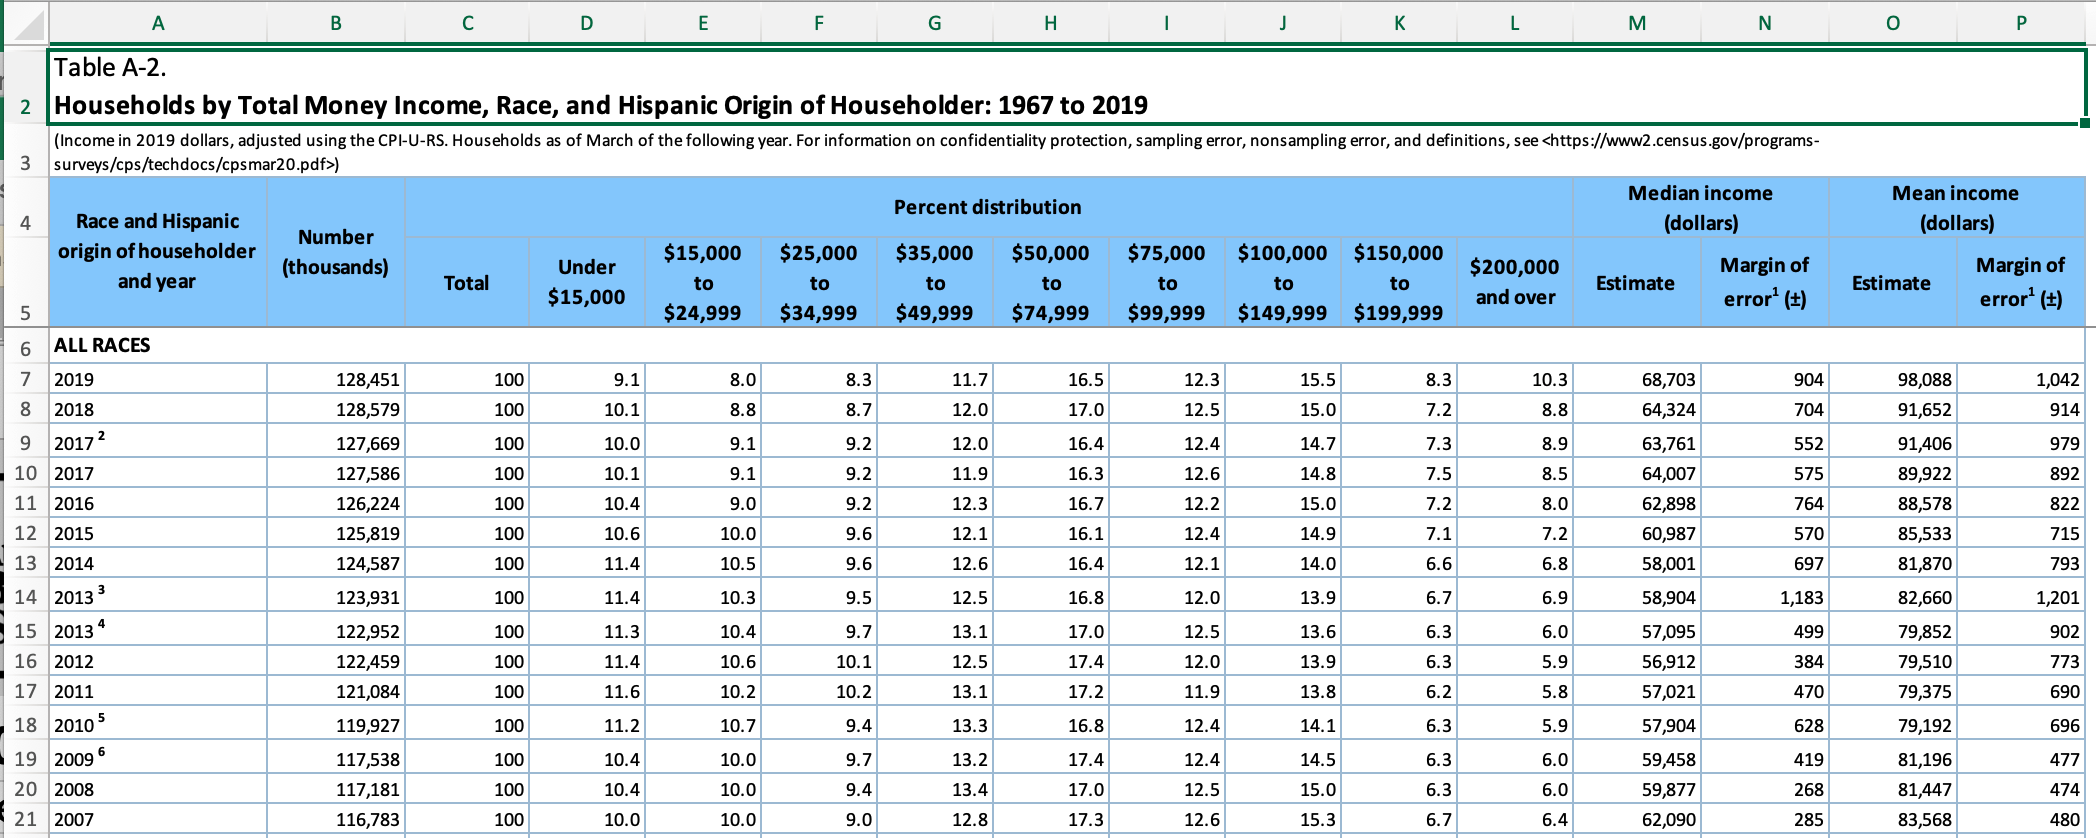 A B C D E F G H I J K L M N O P
Table A-2.
2 Households by Total Money Income, Race, and Hispanic Origin of Householder: 1967 to 2019
(Income in 2019 dollars, adjusted using the CPI-U-RS. Households as of March of the following year. For information on confidentiality protection, sampling error, nonsampling error, and definitions, see <https://www2.census.gov/programs-
3 surveys/cps/techdocs/cpsmar20.pdf>)
4 Race and Hispanic origin of householder and year Number (thousands) Percent distribution Median income (dollars) Mean income (dollars)
5 Total Under $15,000 $15,000 to $24,999 $25,000 to $34,999 $35,000 to $49,999 $50,000 to $74,999 $75,000 to $99,999 $100,000 to $149,999 $150,000 to $199,999 $200,000 and over Estimate Margin of error¹ (±) Estimate Margin of error¹ (±)
6 ALL RACES
7 2019 128,451 100 9.1 8.0 8.3 11.7 16.5 12.3 15.5 8.3 10.3 68,703 904 98,088 1,042
8 2018 128,579 100 10.1 8.8 8.7 12.0 17.0 12.5 15.0 7.2 8.8 64,324 704 91,652 914
9 2017 ² 127,669 100 10.0 9.1 9.2 12.0 16.4 12.4 14.7 7.3 8.9 63,761 552 91,406 979
10 2017 127,586 100 10.1 9.1 9.2 11.9 16.3 12.6 14.8 7.5 8.5 64,007 575 89,922 892
11 2016 126,224 100 10.4 9.0 9.2 12.3 16.7 12.2 15.0 7.2 8.0 62,898 764 88,578 822
12 2015 125,819 100 10.6 10.0 9.6 12.1 16.1 12.4 14.9 7.1 7.2 60,987 570 85,533 715
13 2014 124,587 100 11.4 10.5 9.6 12.6 16.4 12.1 14.0 6.6 6.8 58,001 697 81,870 793
14 2013 ³ 123,931 100 11.4 10.3 9.5 12.5 16.8 12.0 13.9 6.7 6.9 58,904 1,183 82,660 1,201
15 2013 ⁴ 122,952 100 11.3 10.4 9.7 13.1 17.0 12.5 13.6 6.3 6.0 57,095 499 79,852 902
16 2012 122,459 100 11.4 10.6 10.1 12.5 17.4 12.0 13.9 6.3 5.9 56,912 384 79,510 773
17 2011 121,084 100 11.6 10.2 10.2 13.1 17.2 11.9 13.8 6.2 5.8 57,021 470 79,375 690
18 2010 ⁵ 119,927 100 11.2 10.7 9.4 13.3 16.8 12.4 14.1 6.3 5.9 57,904 628 79,192 696
19 2009 ⁶ 117,538 100 10.4 10.0 9.7 13.2 17.4 12.4 14.5 6.3 6.0 59,458 419 81,196 477
20 2008 117,181 100 10.4 10.0 9.4 13.4 17.0 12.5 15.0 6.3 6.0 59,877 268 81,447 474
21 2007 116,783 100 10.0 10.0 9.0 12.8 17.3 12.6 15.3 6.7 6.4 62,090 285 83,568 480